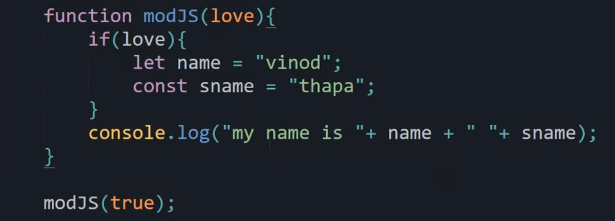 function modJS(love){
if(love){
let name = "vinod";
const sname = "thapa";
}
console.log("my name is "+ name + " "+ sname);
}
modJS(true);